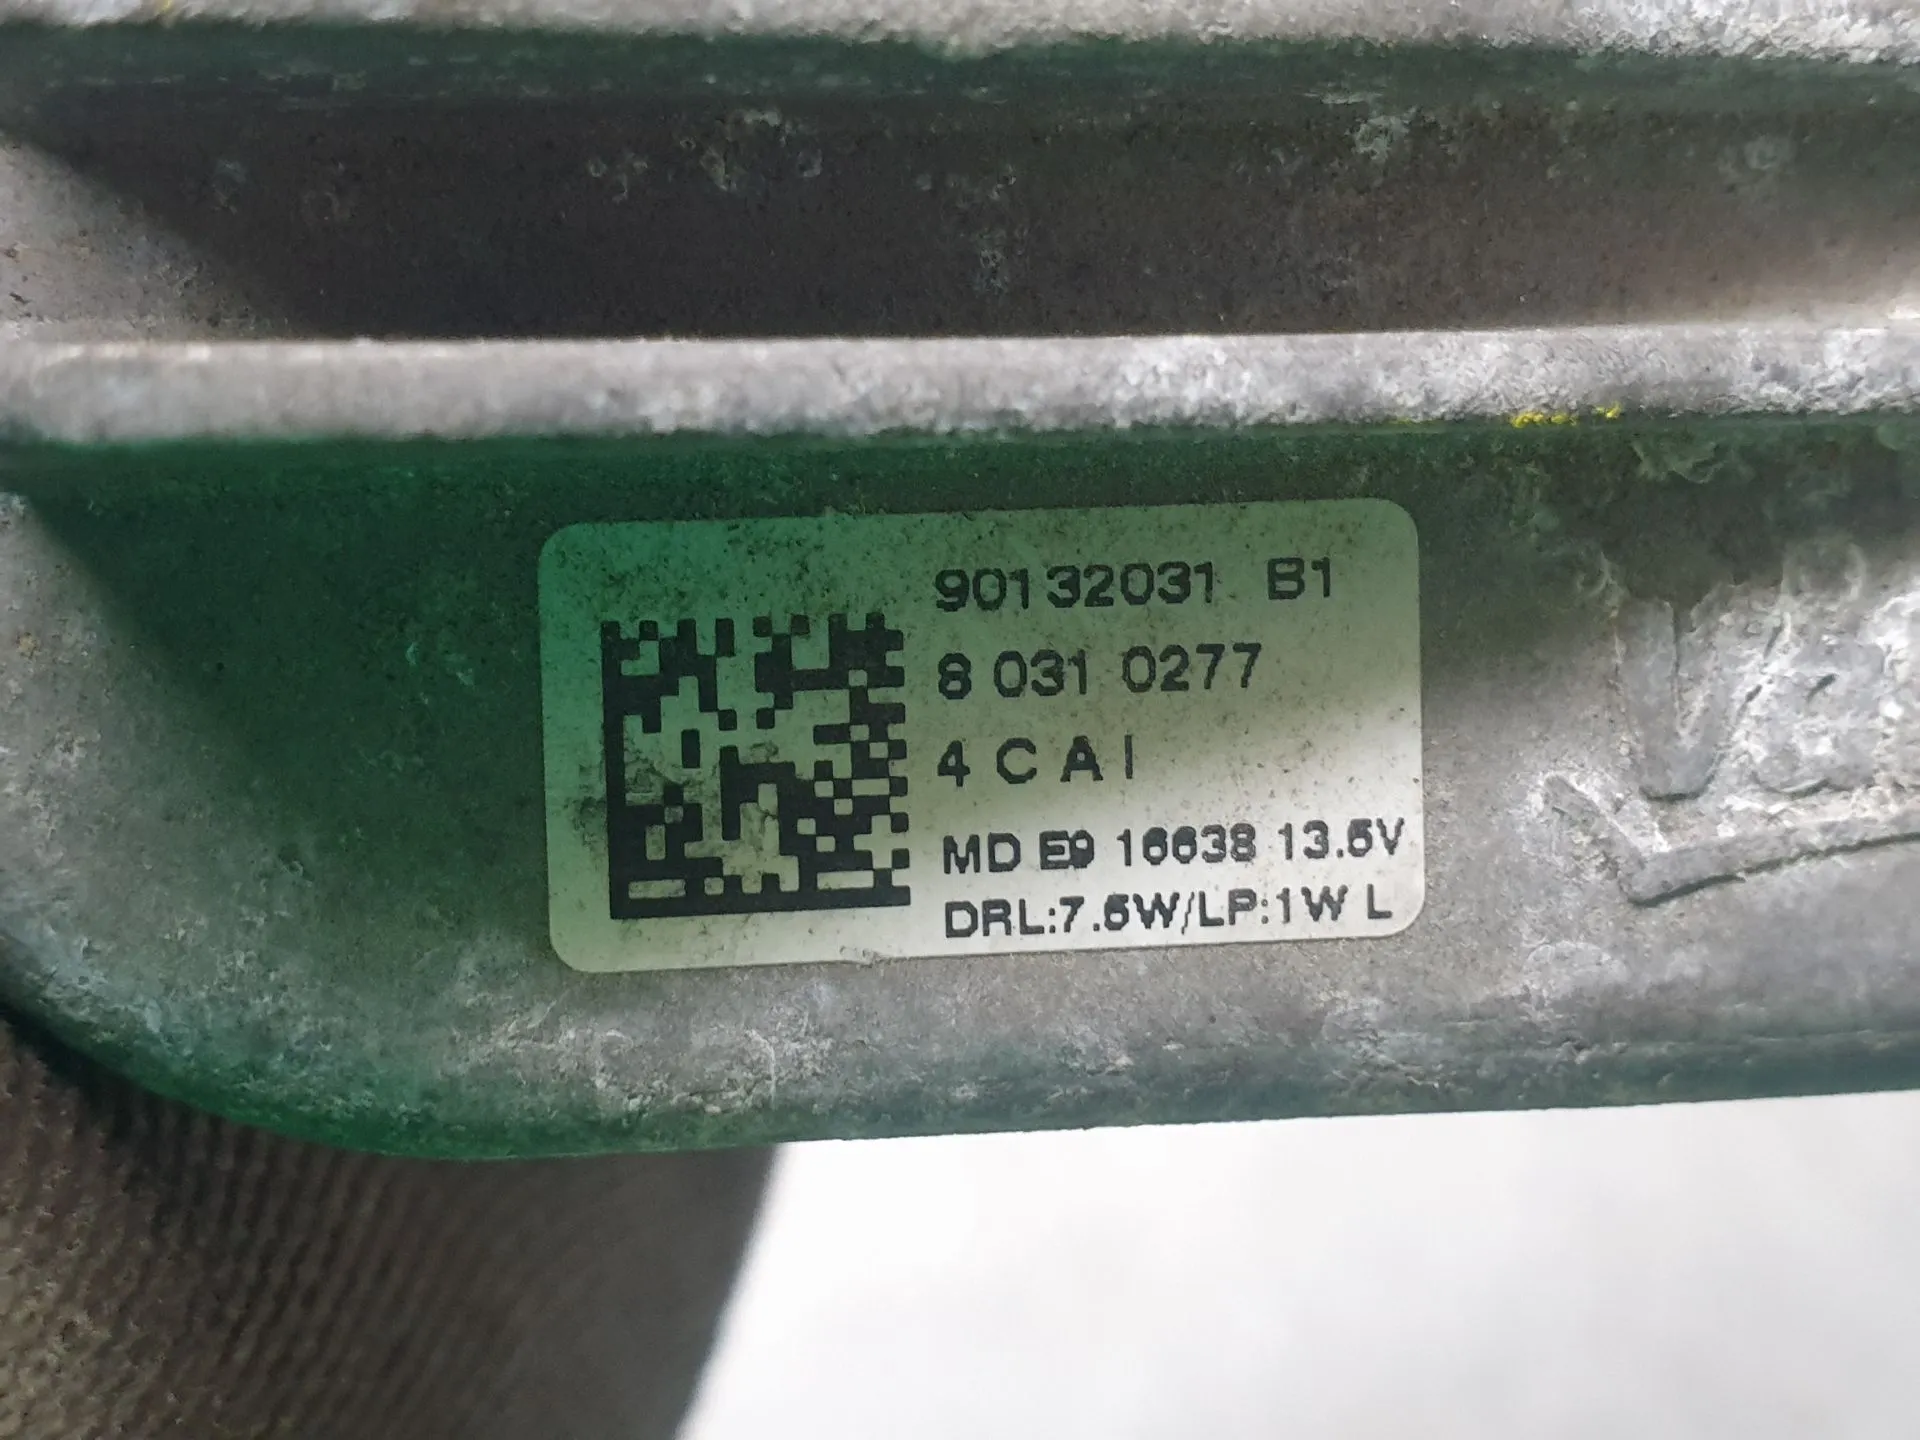 90132031 B1
8 031 0277
4 C A I
MD E9 16638 13.5V
DRL:7.5W/LP:1W L